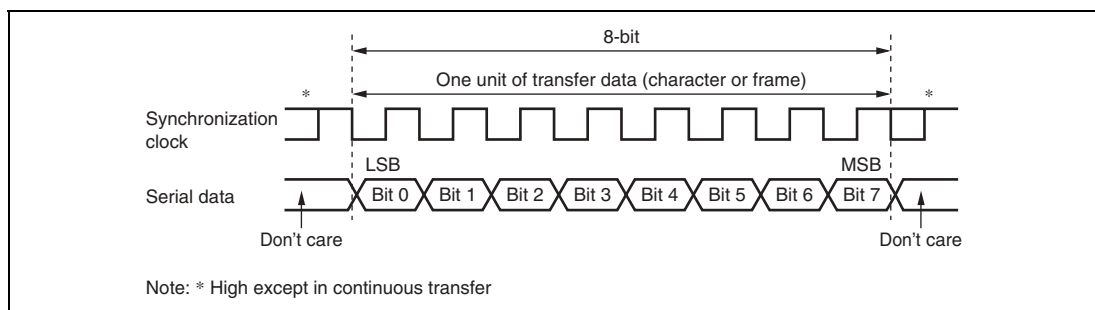 8-bit
One unit of transfer data (character or frame)
* *
Synchronization
clock
LSB MSB
Serial data Bit 0 Bit 1 Bit 2 Bit 3 Bit 4 Bit 5 Bit 6 Bit 7
Don't care Don't care
Note: * High except in continuous transfer